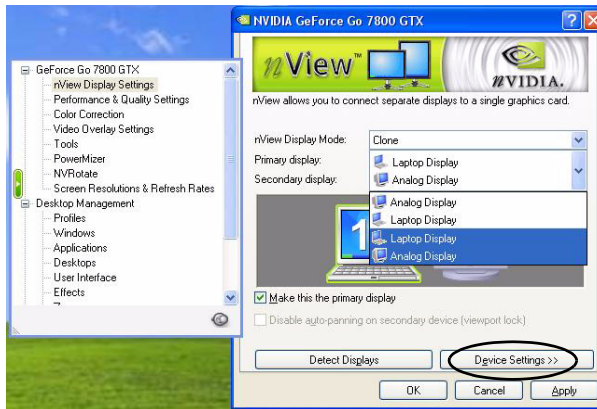 GeForce Go 7800 GTX
nView Display Settings
Performance & Quality Settings
Color Correction
Video Overlay Settings
Tools
PowerMizer
NVRotate
Screen Resolutions & Refresh Rates
Desktop Management
Profiles
Windows
Applications
Desktops
User Interface
Effects
NVIDIA GeForce Go 7800 GTX
nView™
NVIDIA.
nView allows you to connect separate displays to a single graphics card.
nView Display Mode: Clone
Primary display: Laptop Display
Secondary display: Analog Display
Analog Display
Laptop Display
Laptop Display
Analog Display
1
Make this the primary display
Disable auto-panning on secondary device (viewport lock)
Detect Displays Device Settings >>
OK Cancel Apply